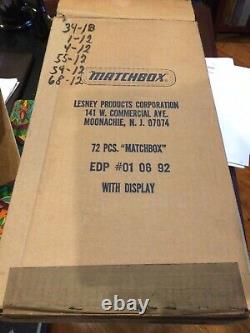 34-12
1-12
4-12
55-12
54-12
68-12
MATCHBOX
LESNEY PRODUCTS CORPORATION
141 W. COMMERCIAL AVE.
MOONACHIE, N. J. 07074
72 PCS. "MATCHBOX"
EDP #01 06 92
WITH DISPLAY